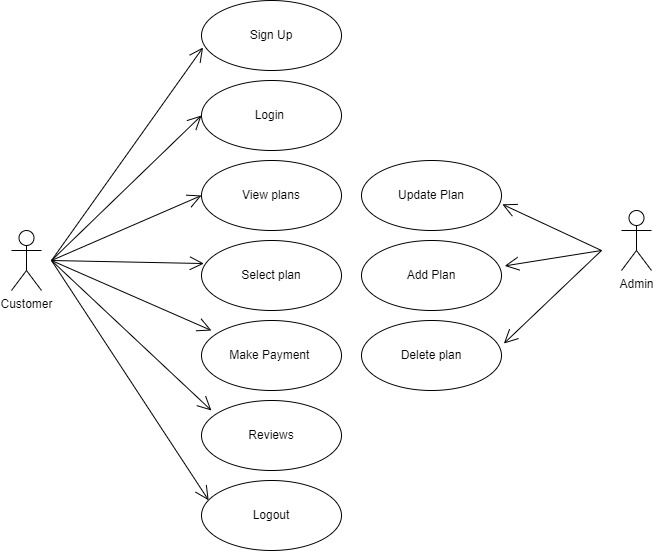 Sign Up
Login
View plans
Update Plan
Select plan
Add Plan
Customer
Admin
Make Payment
Delete plan
Reviews
Logout